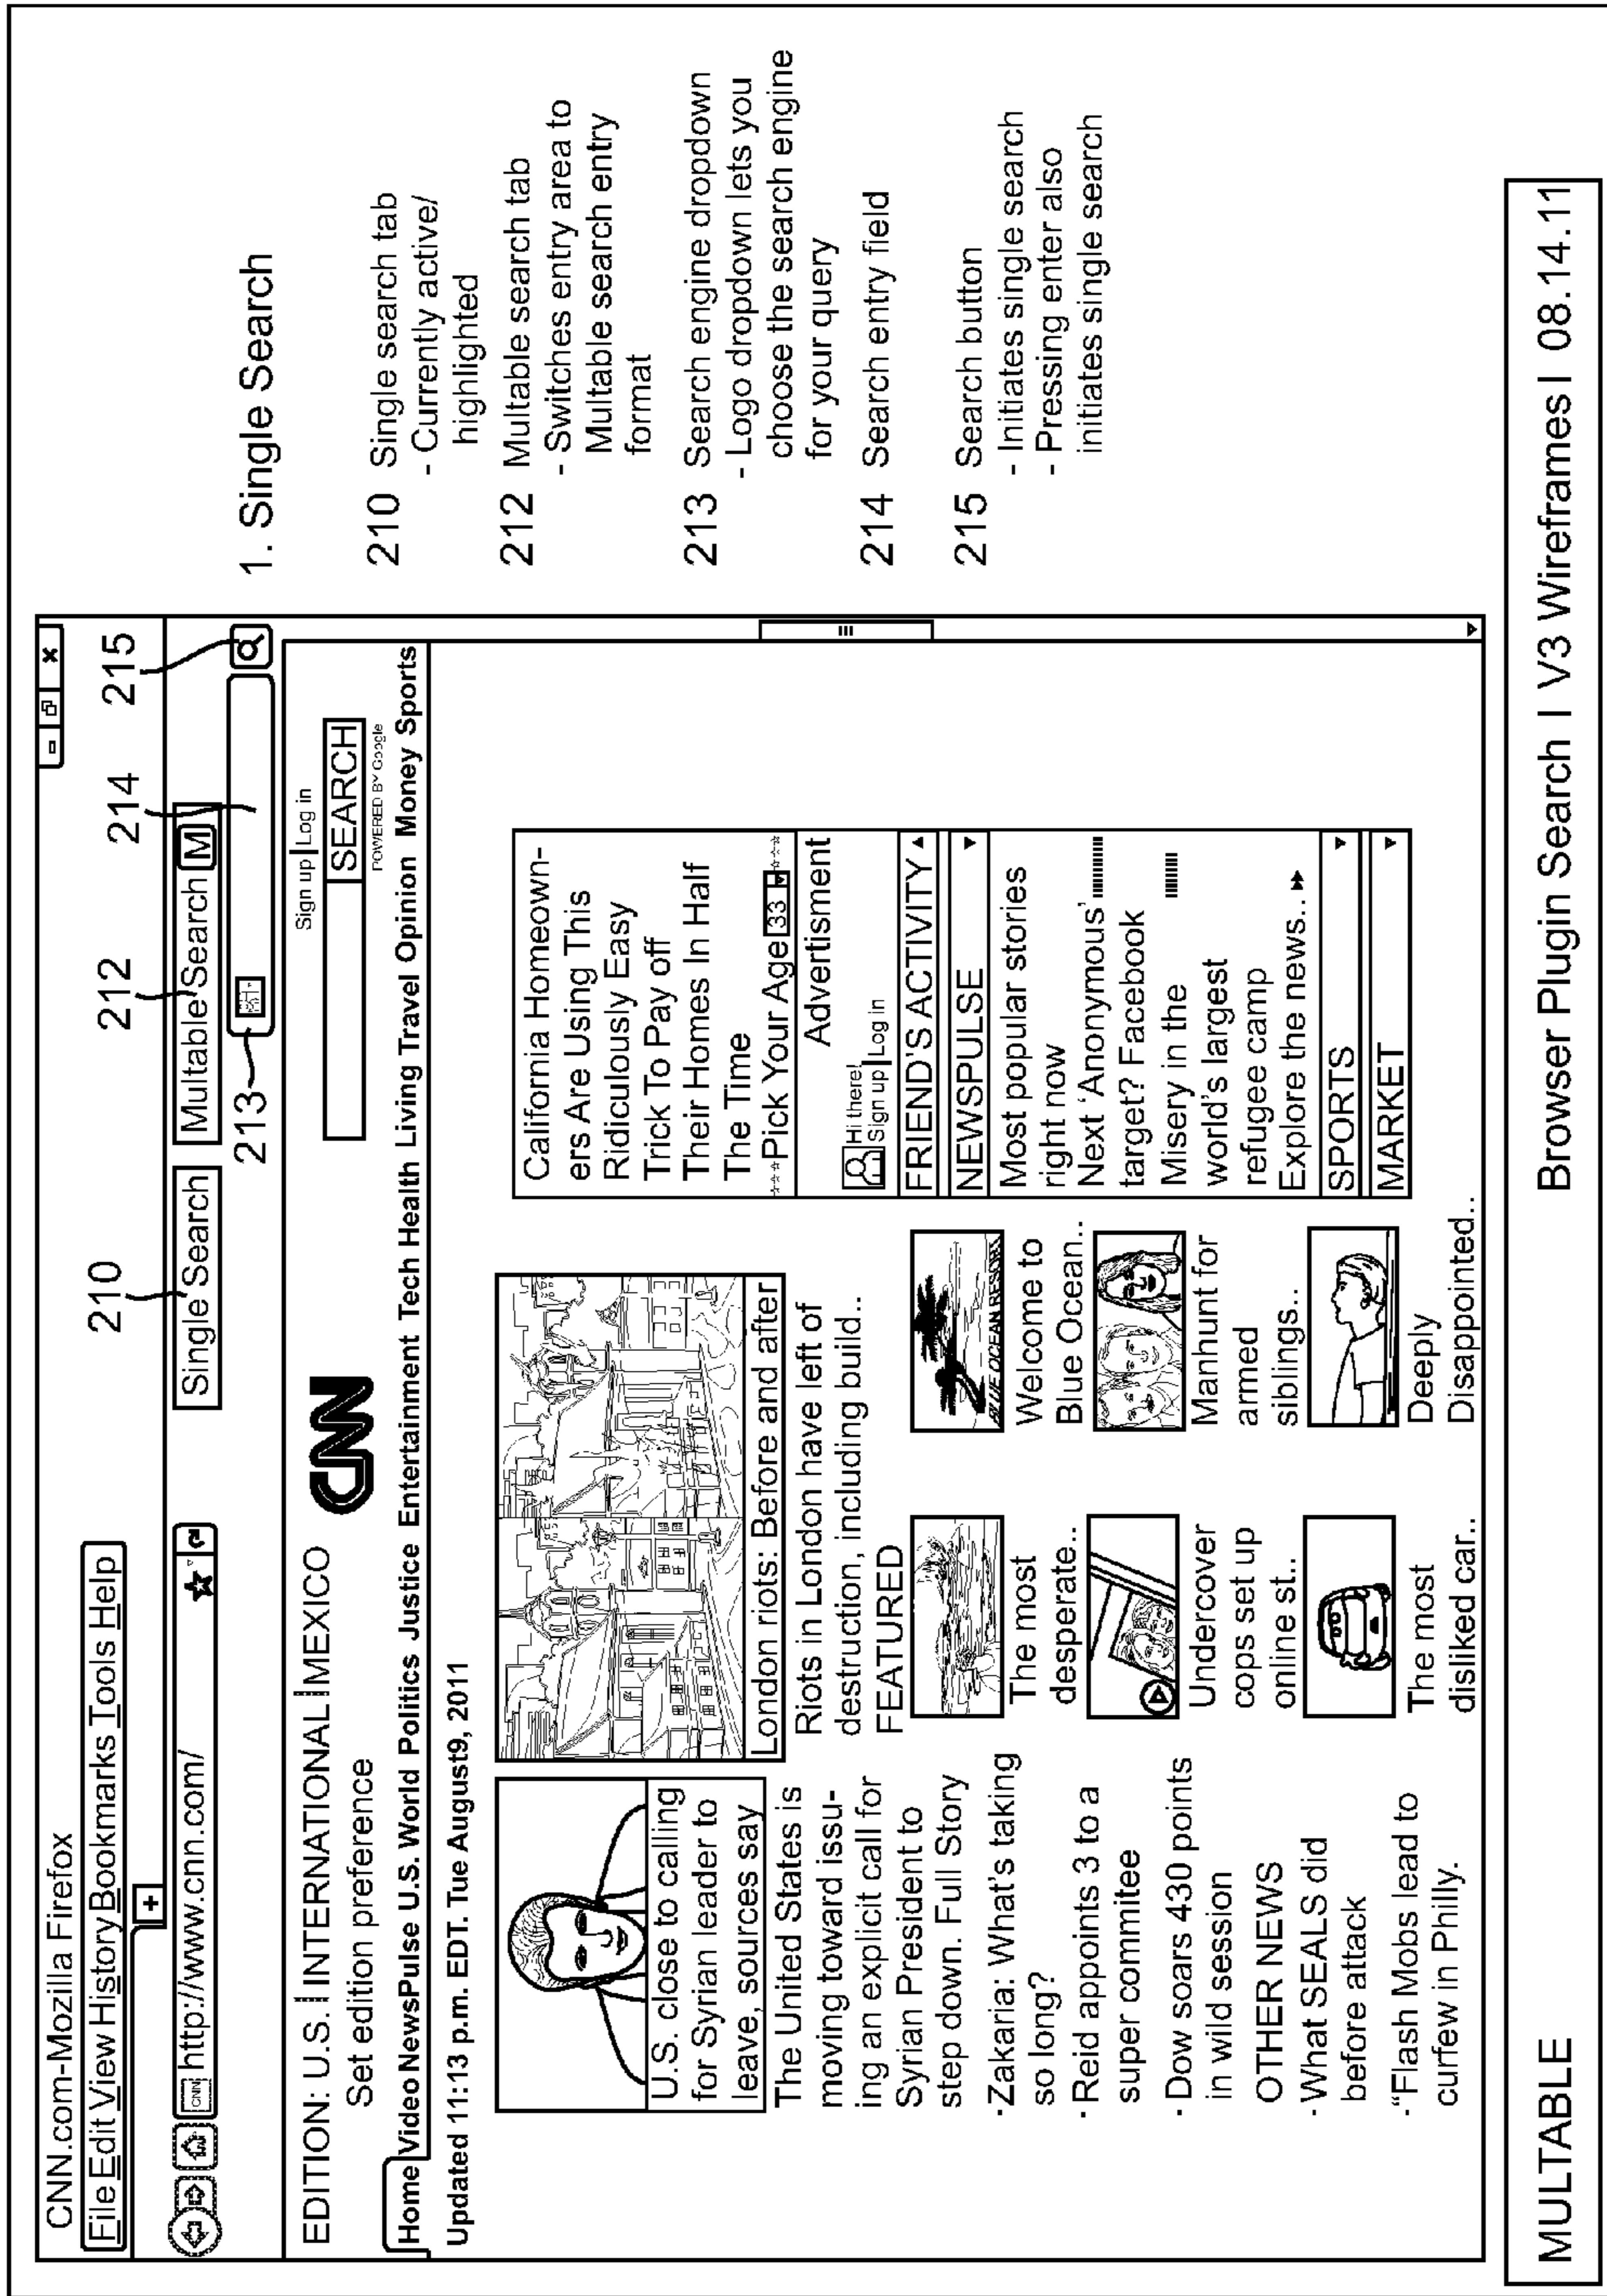 CNN.com-Mozilla Firefox
File Edit View History Bookmarks Tools Help
+
CNN http://www.cnn.com/
210
212
214
215
Single Search
Multable Search M
213
EDITION: U.S. INTERNATIONAL MEXICO
Set edition preference
CNN
Sign up Log in
SEARCH
POWERED BY Google
Home Video NewsPulse U.S. World Politics Justice Entertainment Tech Health Living Travel Opinion Money Sports
Updated 11:13 p.m. EDT. Tue August9, 2011
U.S. close to calling
for Syrian leader to
leave, sources say
The United States is
moving toward issu-
ing an explicit call for
Syrian President to
step down. Full Story
·Zakaria: What's taking
so long?
·Reid appoints 3 to a
super commitee
·Dow soars 430 points
in wild session
OTHER NEWS
·What SEALS did
before attack
·"Flash Mobs lead to
curfew in Philly.
London riots: Before and after
Riots in London have left of
destruction, including build..
FEATURED
The most
desperate..
BLUE OCEAN RESORT
Welcome to
Blue Ocean..
Undercover
cops set up
online st..
Manhunt for
armed
siblings..
The most
disliked car..
Deeply
Disappointed..
California Homeown-
ers Are Using This
Ridiculously Easy
Trick To Pay off
Their Homes In Half
The Time
Pick Your Age 33
Advertisment
Hi there!
Sign up Log in
FRIEND'S ACTIVITY
NEWSPULSE
Most popular stories
right now
Next 'Anonymous'
target? Facebook
Misery in the
world's largest
refugee camp
Explore the news..
SPORTS
MARKET
1. Single Search
210 Single search tab
- Currently active/
highlighted
212 Multable search tab
- Switches entry area to
Multable search entry
format
213 Search engine dropdown
- Logo dropdown lets you
choose the search engine
for your query
214 Search entry field
215 Search button
- Initiates single search
- Pressing enter also
initiates single search
MULTABLE
Browser Plugin Search | V3 Wireframes | 08.14.11